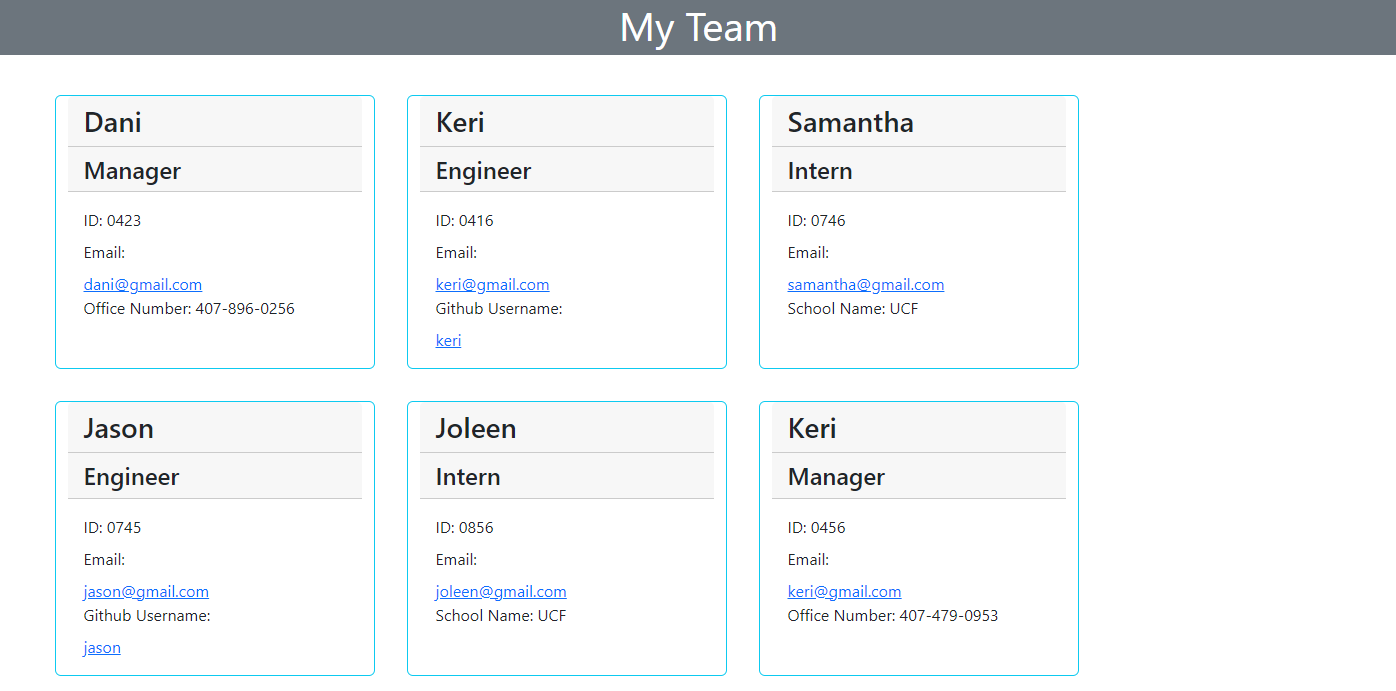 My Team
Dani
Manager
ID: 0423
Email:
dani@gmail.com
Office Number: 407-896-0256
Keri
Engineer
ID: 0416
Email:
keri@gmail.com
Github Username:
keri
Samantha
Intern
ID: 0746
Email:
samantha@gmail.com
School Name: UCF
Jason
Engineer
ID: 0745
Email:
jason@gmail.com
Github Username:
jason
Joleen
Intern
ID: 0856
Email:
joleen@gmail.com
School Name: UCF
Keri
Manager
ID: 0456
Email:
keri@gmail.com
Office Number: 407-479-0953